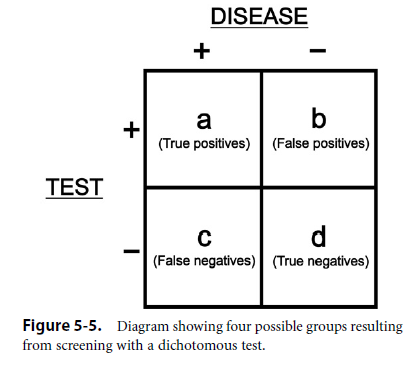 DISEASE
+ −
+ a b
(True positives) (False positives)
TEST
− c d
(False negatives) (True negatives)
Figure 5-5. Diagram showing four possible groups resulting
from screening with a dichotomous test.